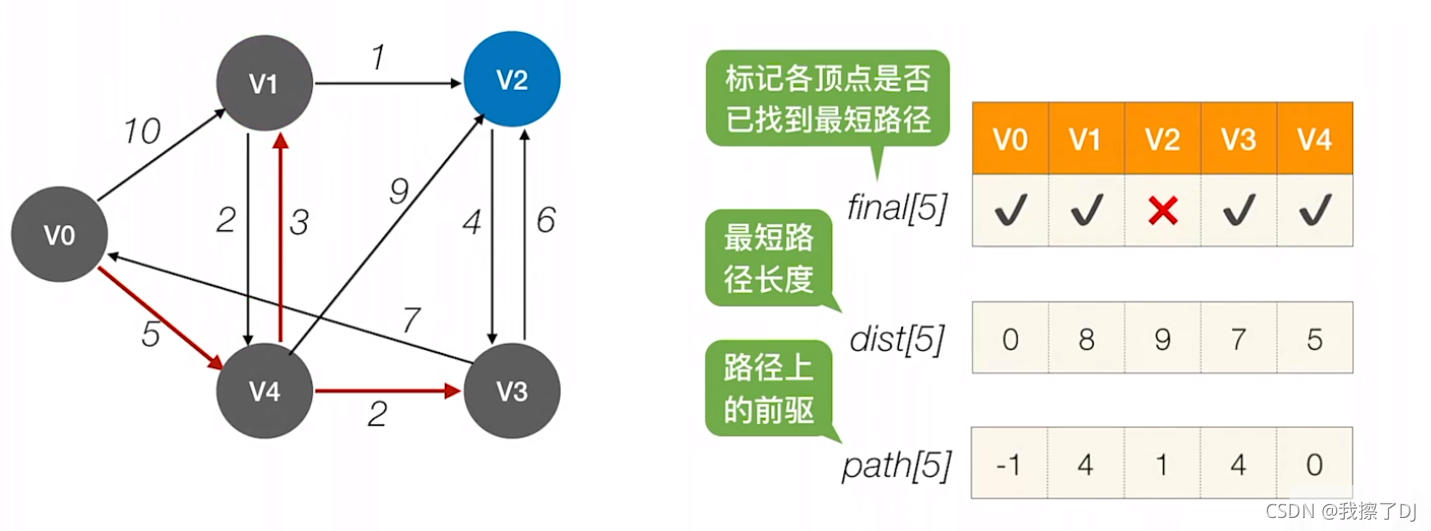 1
V1
V2
10
2
3
9
4
6
V0
5
7
V4
V3
2
标记各顶点是否
已找到最短路径
V0 V1 V2 V3 V4
final[5] ✓ ✓ ✕ ✓ ✓
最短路
径长度
dist[5] 0 8 9 7 5
路径上
的前驱
path[5] -1 4 1 4 0
CSDN @我擦了DJ